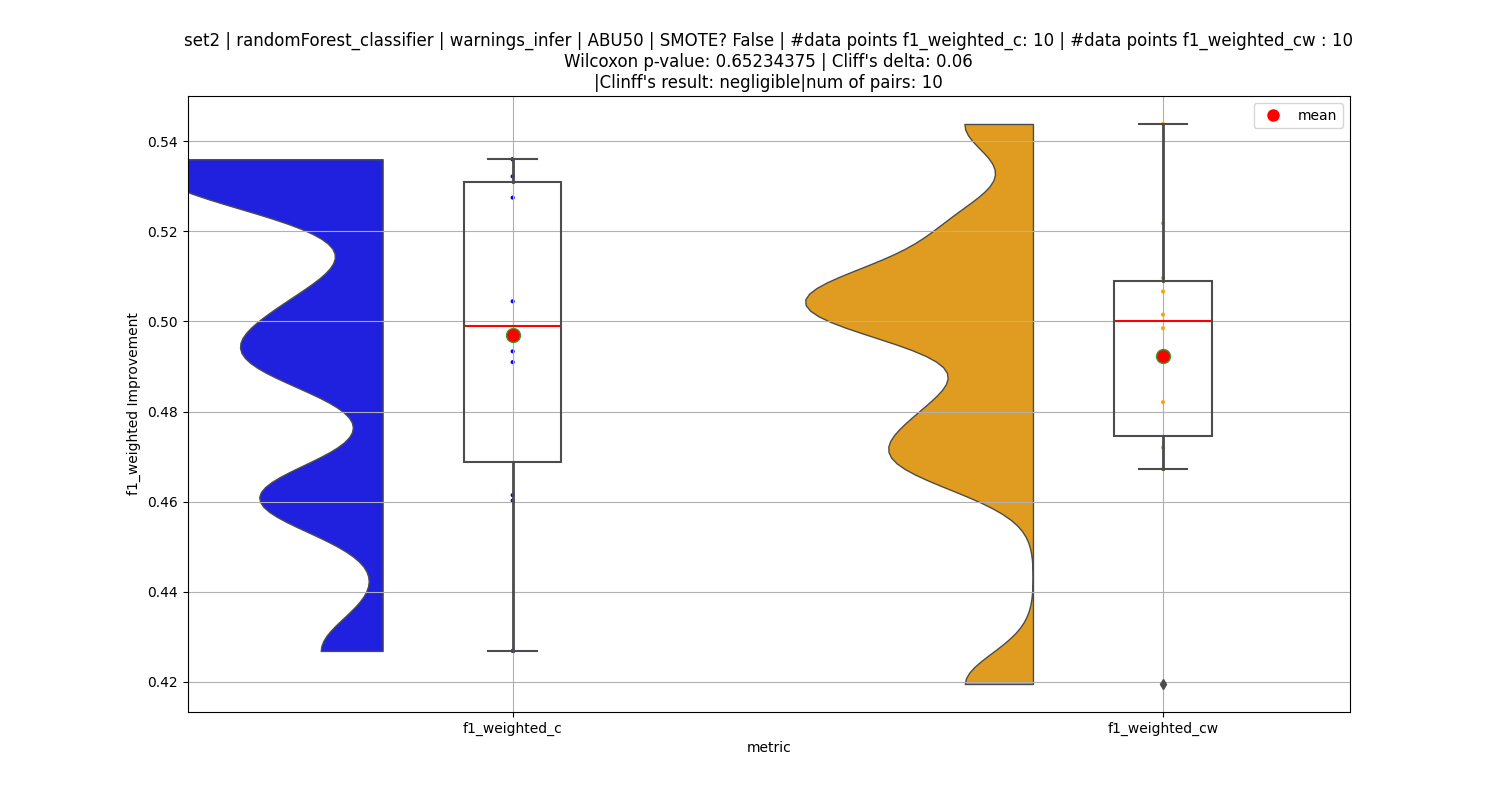 set2 | randomForest_classifier | warnings_infer | ABU50 | SMOTE? False | #data points f1_weighted_c: 10 | #data points f1_weighted_cw : 10
Wilcoxon p-value: 0.65234375 | Cliff's delta: 0.06
|Clinff's result: negligible|num of pairs: 10
mean
0.54
0.52
0.50
0.48
0.46
0.44
0.42
f1_weighted Improvement
f1_weighted_c
f1_weighted_cw
metric